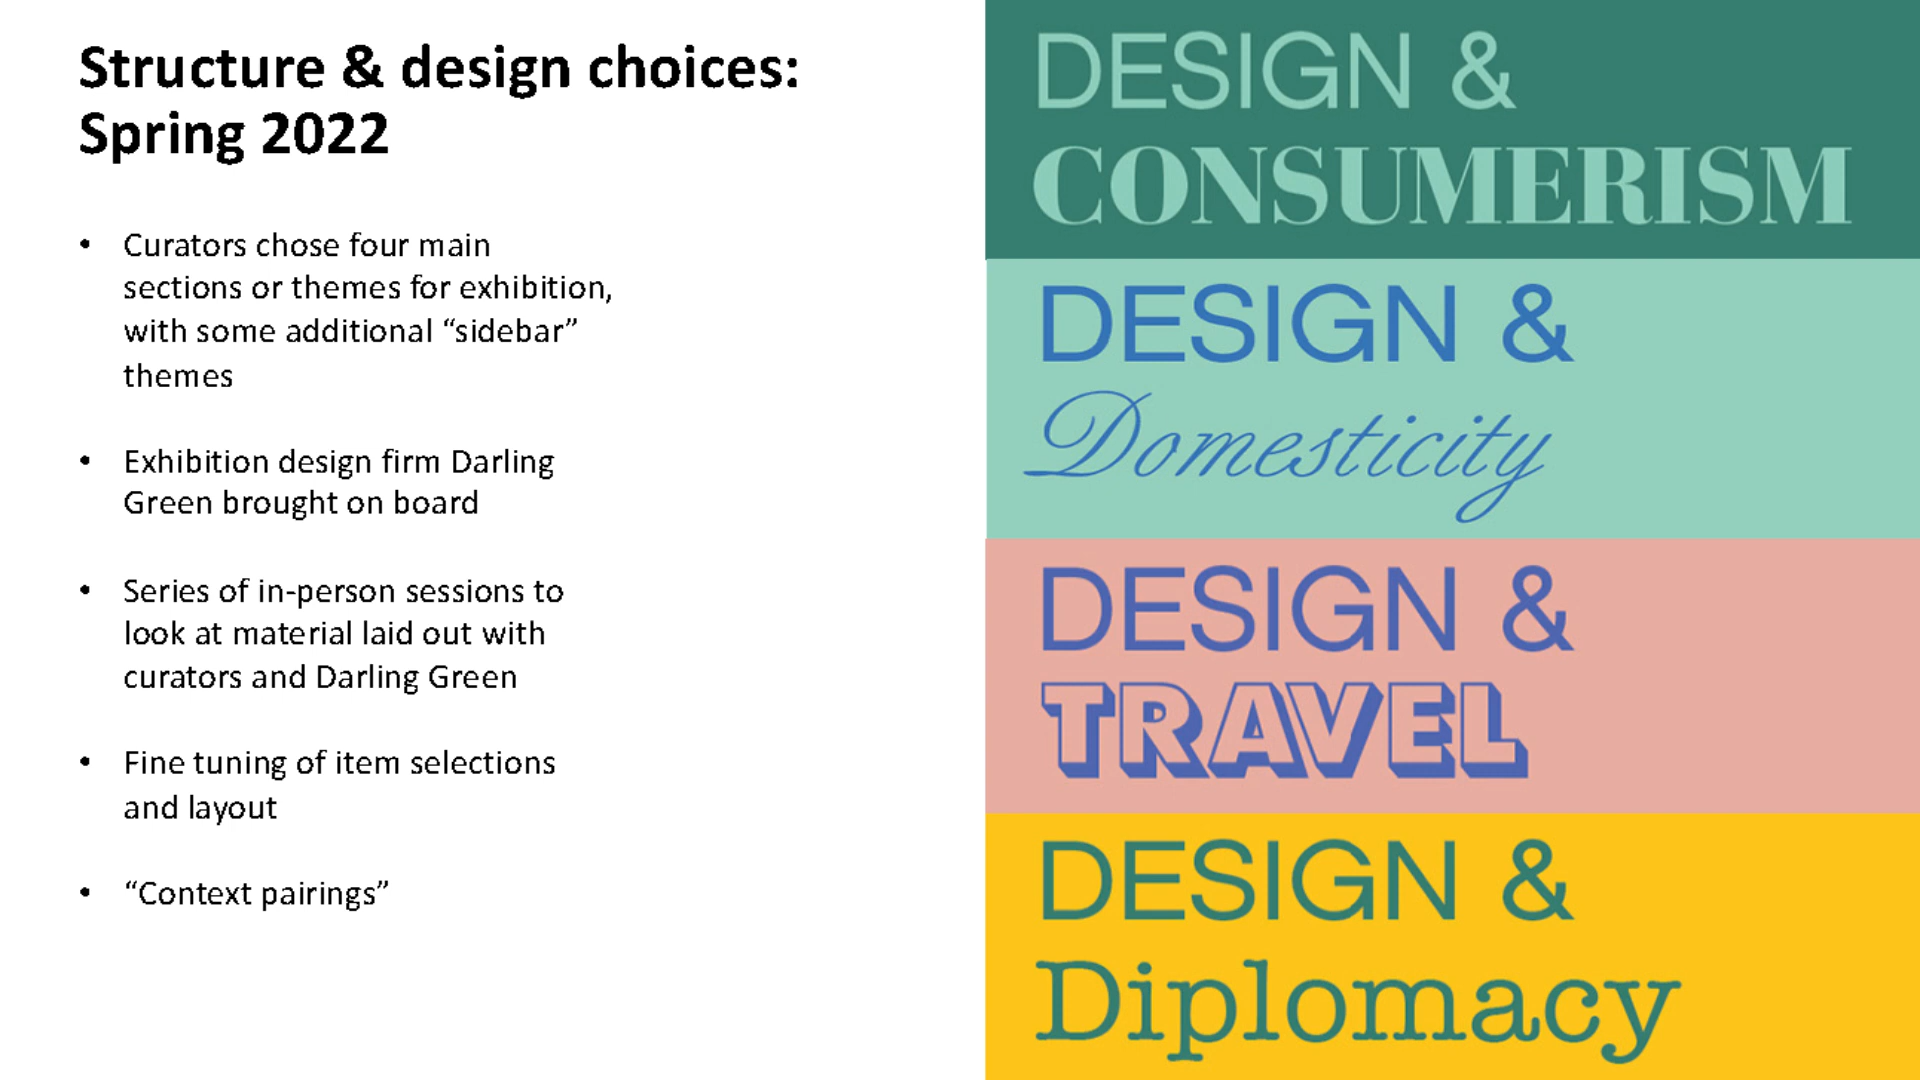 Structure & design choices:
Spring 2022
• Curators chose four main
sections or themes for exhibition,
with some additional “sidebar”
themes
• Exhibition design firm Darling
Green brought on board
• Series of in-person sessions to
look at material laid out with
curators and Darling Green
• Fine tuning of item selections
and layout
• “Context pairings”
DESIGN &
CONSUMERISM
DESIGN &
Domesticity
DESIGN &
TRAVEL
DESIGN &
Diplomacy